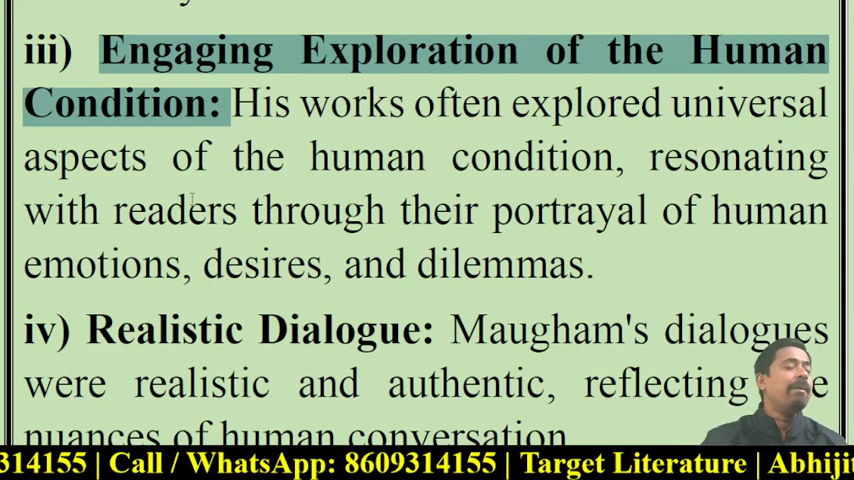 iii) Engaging Exploration of the Human
Condition: His works often explored universal
aspects of the human condition, resonating
with readers through their portrayal of human
emotions, desires, and dilemmas.
iv) Realistic Dialogue: Maugham's dialogues
were realistic and authentic, reflecting
nuances of human conversation
314155 | Call / WhatsApp: 8609314155 | Target Literature | Abhijit